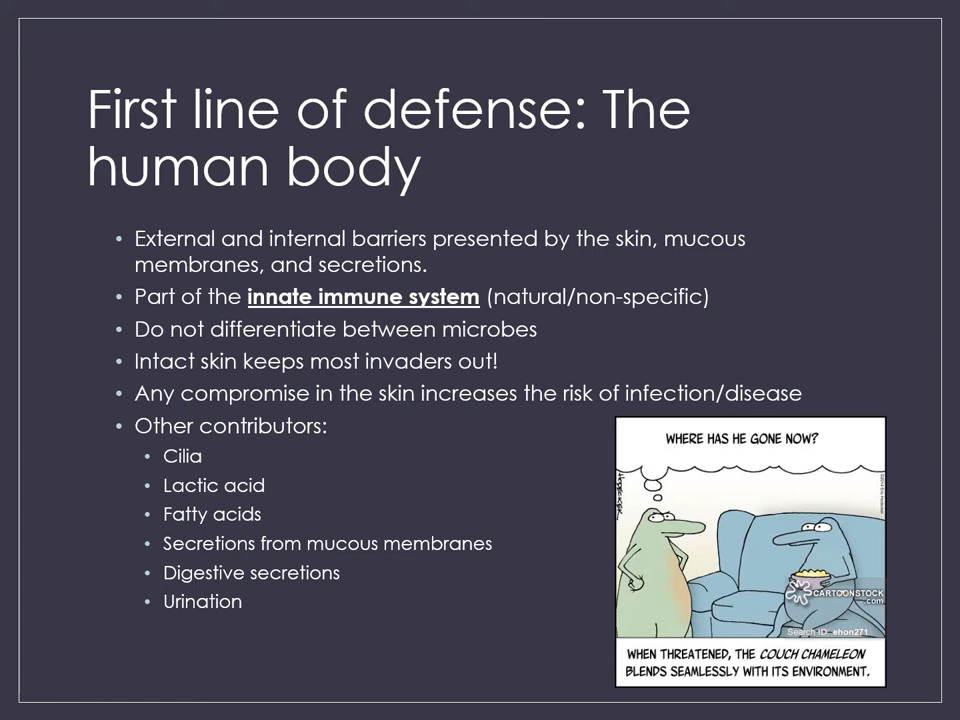 First line of defense: The
human body
• External and internal barriers presented by the skin, mucous
membranes, and secretions.
• Part of the innate immune system (natural/non-specific)
• Do not differentiate between microbes
• Intact skin keeps most invaders out!
• Any compromise in the skin increases the risk of infection/disease
• Other contributors:
• Cilia
• Lactic acid
• Fatty acids
• Secretions from mucous membranes
• Digestive secretions
• Urination
WHERE HAS HE GONE NOW?
CARTOONSTOCK
.com
Search ID: ehon271
WHEN THREATENED, THE COUCH CHAMELEON
BLENDS SEAMLESSLY WITH ITS ENVIRONMENT.